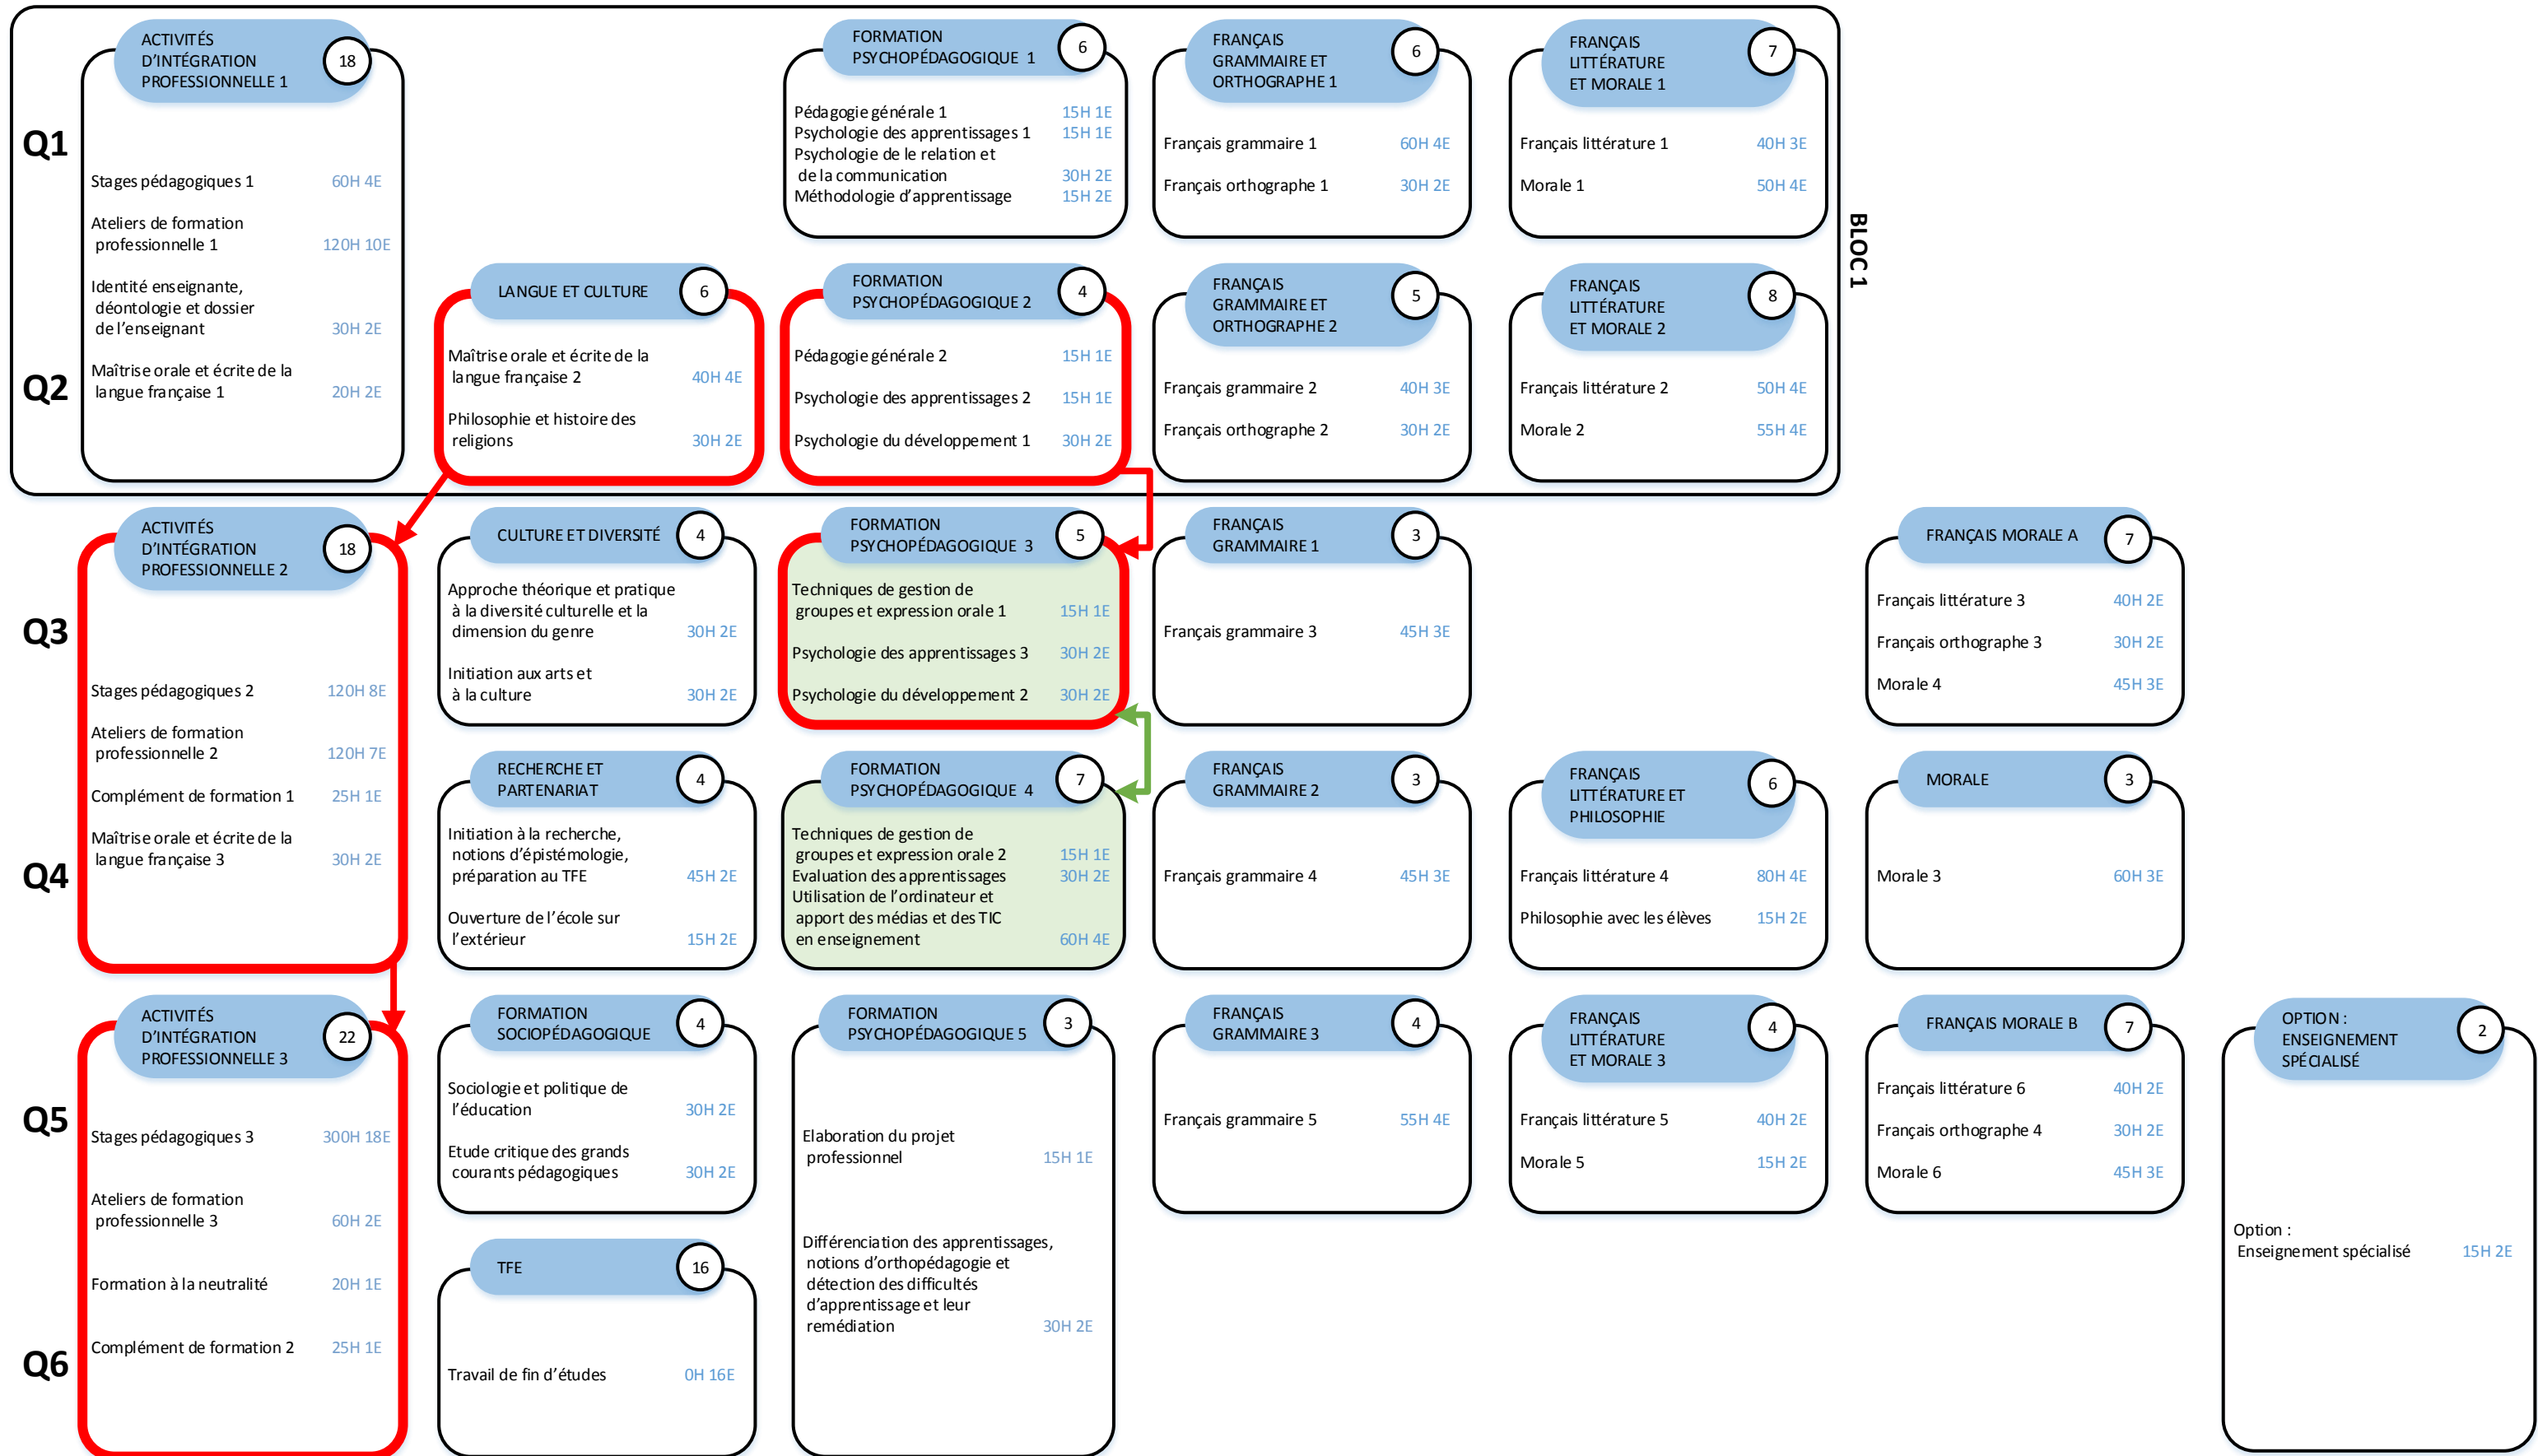 Q1
Q2
BLOC 1
ACTIVITÉS
D’INTÉGRATION
PROFESSIONNELLE 1
18
Stages pédagogiques 1 60H 4E
Ateliers de formation
professionnelle 1 120H 10E
Identité enseignante,
déontologie et dossier
de l’enseignant 30H 2E
Maîtrise orale et écrite de la
langue française 1 20H 2E
FORMATION
PSYCHOPÉDAGOGIQUE 1
6
Pédagogie générale 1 15H 1E
Psychologie des apprentissages 1 15H 1E
Psychologie de le relation et
de la communication 30H 2E
Méthodologie d’apprentissage 15H 2E
FRANÇAIS
GRAMMAIRE ET
ORTHOGRAPHE 1
6
Français grammaire 1 60H 4E
Français orthographe 1 30H 2E
FRANÇAIS
LITTÉRATURE
ET MORALE 1
7
Français littérature 1 40H 3E
Morale 1 50H 4E
LANGUE ET CULTURE
6
Maîtrise orale et écrite de la
langue française 2 40H 4E
Philosophie et histoire des
religions 30H 2E
FORMATION
PSYCHOPÉDAGOGIQUE 2
4
Pédagogie générale 2 15H 1E
Psychologie des apprentissages 2 15H 1E
Psychologie du développement 1 30H 2E
FRANÇAIS
GRAMMAIRE ET
ORTHOGRAPHE 2
5
Français grammaire 2 40H 3E
Français orthographe 2 30H 2E
FRANÇAIS
LITTÉRATURE
ET MORALE 2
8
Français littérature 2 50H 4E
Morale 2 55H 4E
Q3
Q4
ACTIVITÉS
D’INTÉGRATION
PROFESSIONNELLE 2
18
Stages pédagogiques 2 120H 8E
Ateliers de formation
professionnelle 2 120H 7E
Complément de formation 1 25H 1E
Maîtrise orale et écrite de la
langue française 3 30H 2E
CULTURE ET DIVERSITÉ
4
Approche théorique et pratique
à la diversité culturelle et la
dimension du genre 30H 2E
Initiation aux arts et
à la culture 30H 2E
FORMATION
PSYCHOPÉDAGOGIQUE 3
5
Techniques de gestion de
groupes et expression orale 1 15H 1E
Psychologie des apprentissages 3 30H 2E
Psychologie du développement 2 30H 2E
FRANÇAIS
GRAMMAIRE 1
3
Français grammaire 3 45H 3E
FRANÇAIS MORALE A
7
Français littérature 3 40H 2E
Français orthographe 3 30H 2E
Morale 4 45H 3E
RECHERCHE ET
PARTENARIAT
4
Initiation à la recherche,
notions d’épistémologie,
préparation au TFE 45H 2E
Ouverture de l’école sur
l’extérieur 15H 2E
FORMATION
PSYCHOPÉDAGOGIQUE 4
7
Techniques de gestion de
groupes et expression orale 2 15H 1E
Evaluation des apprentissages 30H 2E
Utilisation de l’ordinateur et
apport des médias et des TIC
en enseignement 60H 4E
FRANÇAIS
GRAMMAIRE 2
3
Français grammaire 4 45H 3E
FRANÇAIS
LITTÉRATURE ET
PHILOSOPHIE
6
Français littérature 4 80H 4E
Philosophie avec les élèves 15H 2E
MORALE
3
Morale 3 60H 3E
Q5
Q6
ACTIVITÉS
D’INTÉGRATION
PROFESSIONNELLE 3
22
Stages pédagogiques 3 300H 18E
Ateliers de formation
professionnelle 3 60H 2E
Formation à la neutralité 20H 1E
Complément de formation 2 25H 1E
FORMATION
SOCIOPÉDAGOGIQUE
4
Sociologie et politique de
l’éducation 30H 2E
Etude critique des grands
courants pédagogiques 30H 2E
FORMATION
PSYCHOPÉDAGOGIQUE 5
3
Elaboration du projet
professionnel 15H 1E
Différenciation des apprentissages,
notions d’orthopédagogie et
détection des difficultés
d’apprentissage et leur
remédiation 30H 2E
FRANÇAIS
GRAMMAIRE 3
4
Français grammaire 5 55H 4E
FRANÇAIS
LITTÉRATURE
ET MORALE 3
4
Français littérature 5 40H 2E
Morale 5 15H 2E
FRANÇAIS MORALE B
7
Français littérature 6 40H 2E
Français orthographe 4 30H 2E
Morale 6 45H 3E
OPTION :
ENSEIGNEMENT
SPÉCIALISÉ
2
Option :
Enseignement spécialisé 15H 2E
TFE
16
Travail de fin d’études 0H 16E